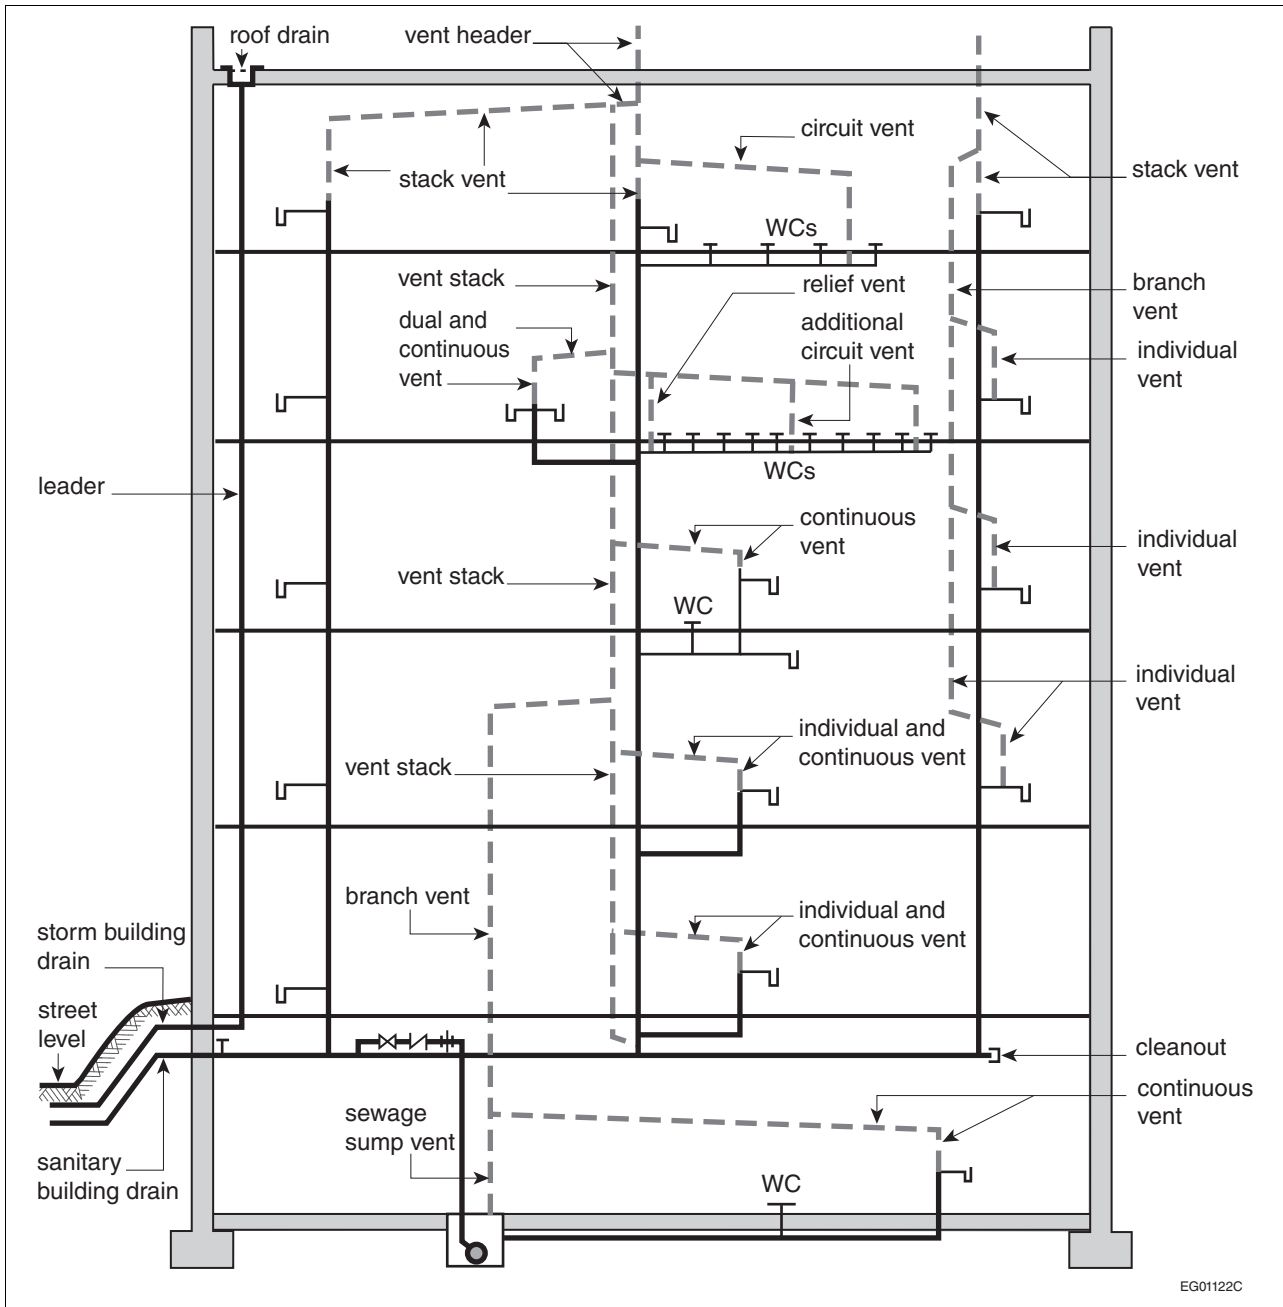 roof drain
vent header
circuit vent
stack vent
stack vent
WCs
vent stack
relief vent
branch
vent
dual and
continuous
vent
additional
circuit vent
individual
vent
WCs
leader
continuous
vent
individual
vent
vent stack
WC
individual
vent
individual and
continuous vent
vent stack
branch vent
individual and
continuous vent
storm building
drain
street
level
cleanout
continuous
vent
sewage
sump vent
sanitary
building drain
WC
EG01122C